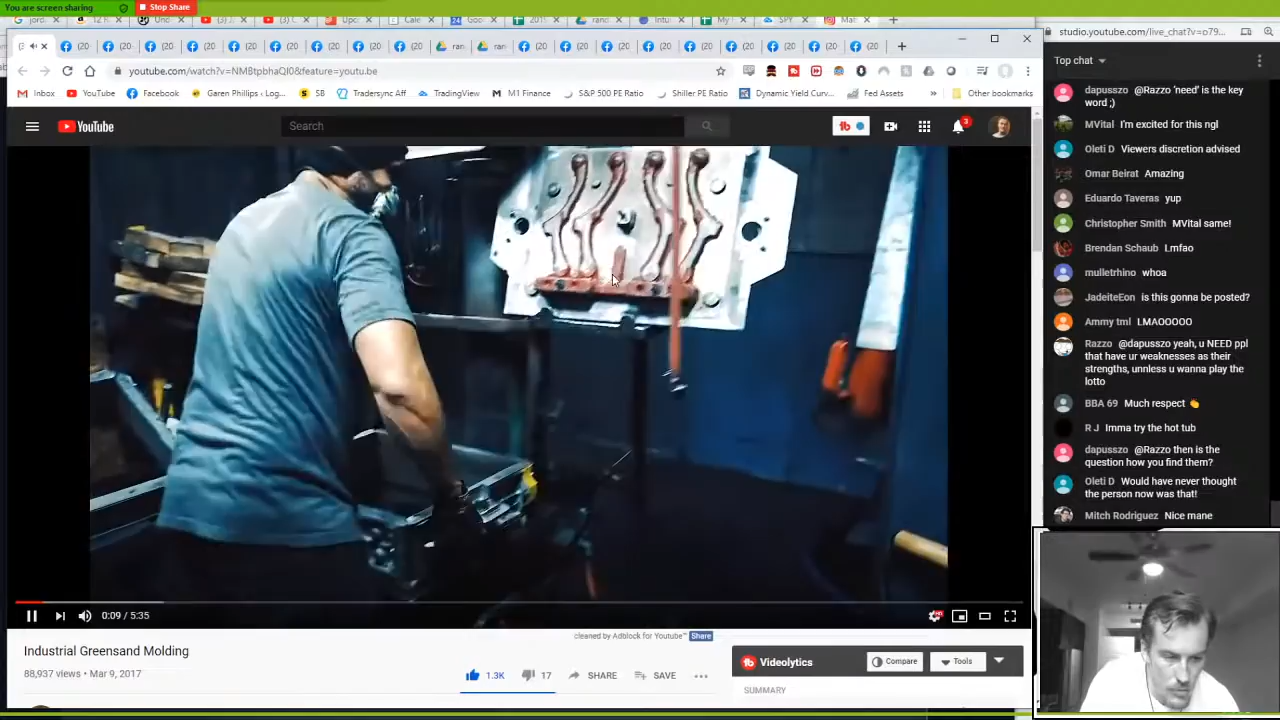 You are screen sharing
Stop Share
youtube.com/watch?v=NMBtpbhaQI0&feature=youtu.be
studio.youtube.com/live_chat?v=o79...
Inbox YouTube Facebook Garen Phillips ( Log... SB Tradersync Aff TradingView M1 Finance S&P 500 PE Ratio Shiller PE Ratio Dynamic Yield Curv... Fed Assets » Other bookmarks
YouTube
Search
3
Top chat
dapusszo @Razzo 'need' is the key
word ;)
MVital I'm excited for this ngl
Oleti D Viewers discretion advised
Omar Beirat Amazing
Eduardo Taveras yup
Christopher Smith MVital same!
Brendan Schaub Lmfao
mulletrhino whoa
JadeiteEon is this gonna be posted?
Ammy tml LMAOOOOO
Razzo @dapusszo yeah, u NEED ppl
that have ur weaknesses as their
strengths, unnless u wanna play the
lotto
BBA 69 Much respect 👏
R J Imma try the hot tub
dapusszo @Razzo then is the
question how you find them?
Oleti D Would have never thought
the person now was that!
Mitch Rodriguez Nice mane
0:09 / 5:35
cleaned by Adblock for Youtube™ Share
Industrial Greensand Molding
88,937 views • Mar 9, 2017
1.3K 17 SHARE SAVE
Videolytics Compare Tools
SUMMARY